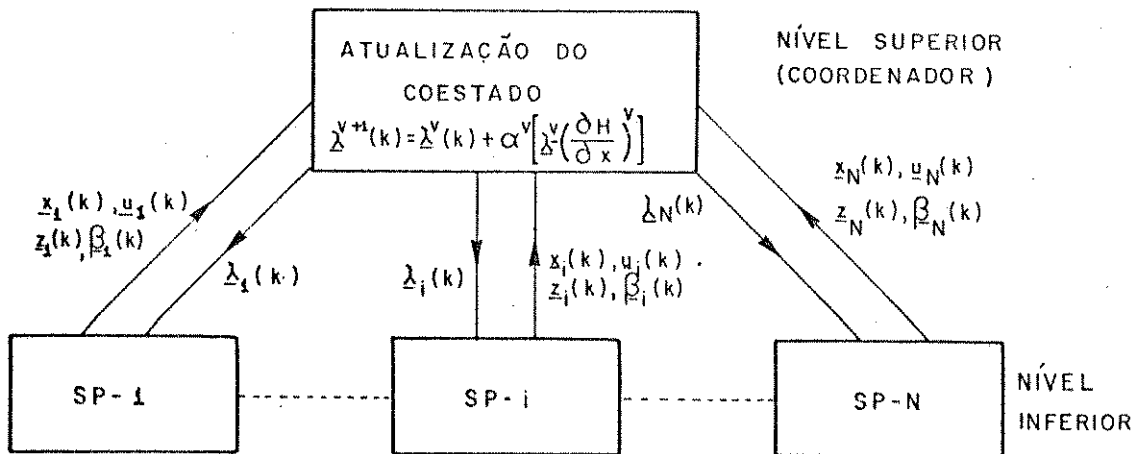 ATUALIZAÇÃO DO
COESTADO
λ^{v+1}(k) = λ^v(k) + α^v [λ^v-(∂H/∂x)^v]
NÍVEL SUPERIOR
(COORDENADOR)
x_1(k), u_1(k)
z_1(k), β_1(k)
λ_1(k)
λ_i(k)
x_i(k), u_i(k)
z_i(k), β_i(k)
λ_N(k)
x_N(k), u_N(k)
z_N(k), β_N(k)
SP-1
SP-i
SP-N
NÍVEL
INFERIOR